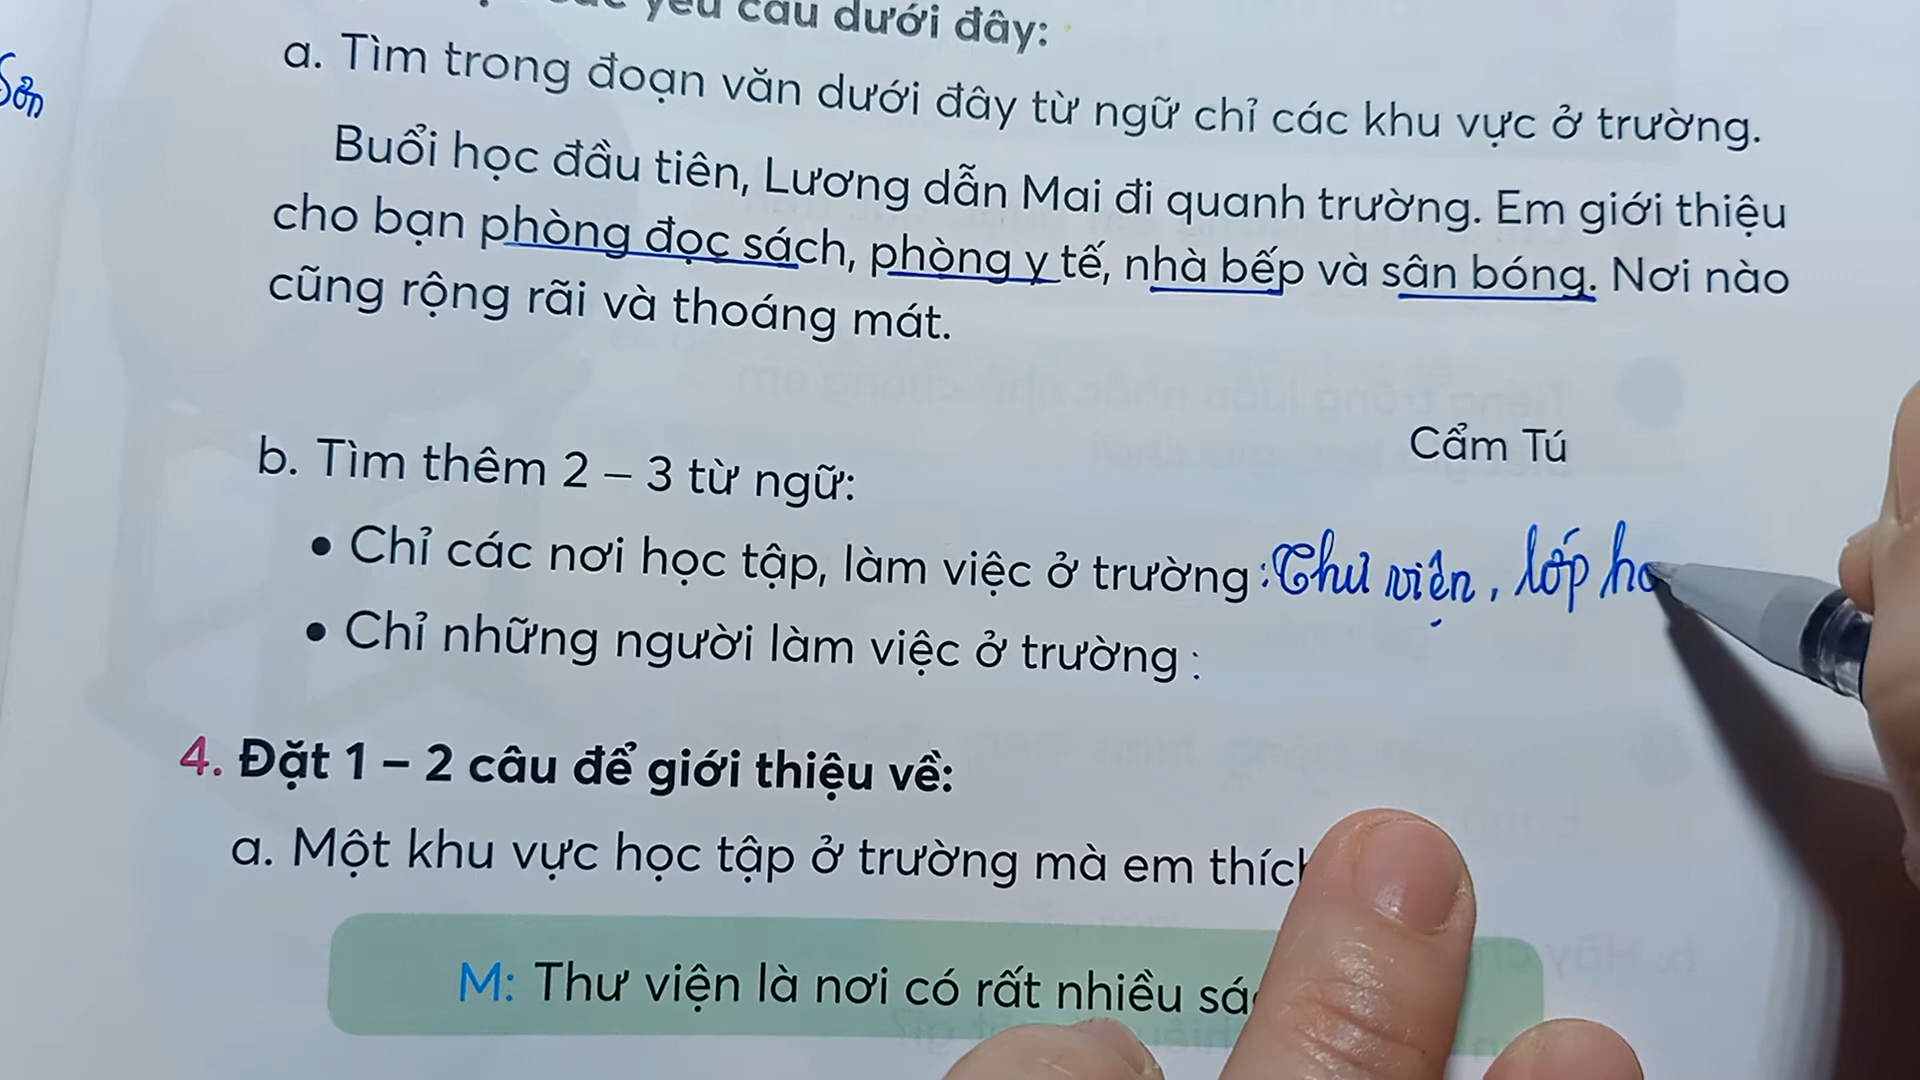 yêu cầu dưới đây:
Sơn
a. Tìm trong đoạn văn dưới đây từ ngữ chỉ các khu vực ở trường.
Buổi học đầu tiên, Lương dẫn Mai đi quanh trường. Em giới thiệu
cho bạn phòng đọc sách, phòng y tế, nhà bếp và sân bóng. Nơi nào
cũng rộng rãi và thoáng mát.
Cẩm Tú
b. Tìm thêm 2 – 3 từ ngữ:
• Chỉ các nơi học tập, làm việc ở trường: Thư viện, lớp ho
• Chỉ những người làm việc ở trường:
4. Đặt 1 – 2 câu để giới thiệu về:
a. Một khu vực học tập ở trường mà em thích
M: Thư viện là nơi có rất nhiều